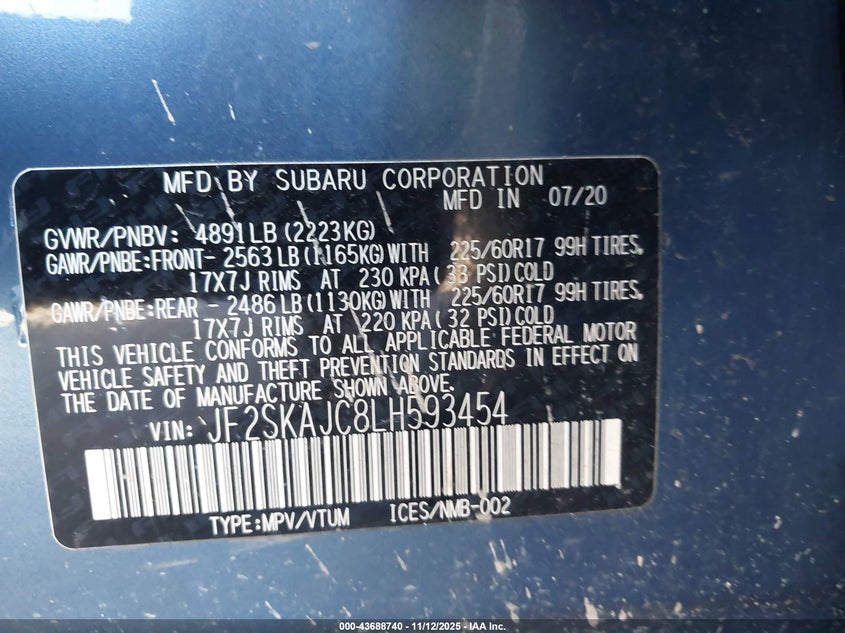 MFD BY SUBARU CORPORATION
MFD IN 07/20
GVWR/PNBV: 4891LB(2223KG)
GAWR/PNBE:FRONT- 2563 LB(1165KG)WITH 225/60R17 99H TIRES,
17X7J RIMS AT 230 KPA( 33 PSI)COLD
GAWR/PNBE:REAR - 2486 LB(1130KG)WITH 225/60R17 99H TIRES,
17X7J RIMS AT 220 KPA( 32 PSI)COLD
THIS VEHICLE CONFORMS TO ALL APPLICABLE FEDERAL MOTOR
VEHICLE SAFETY AND THEFT PREVENTION STANDARDS IN EFFECT ON
THE DATE OF MANUFACTURE SHOWN ABOVE.
VIN: JF2SKAJC8LH593454
TYPE:MPV/VTUM ICES/NMB-002
000-43688740 - 11/12/2025 - IAA Inc.